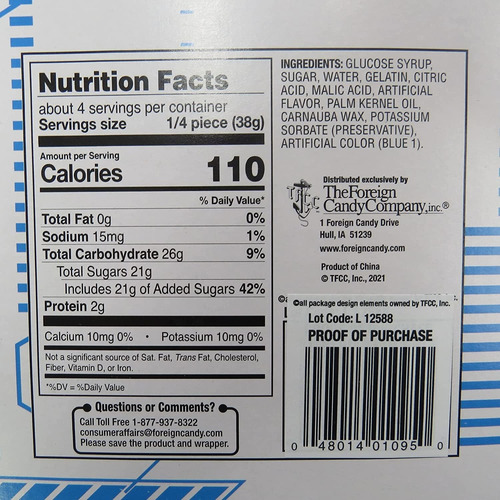 Nutrition Facts
about 4 servings per container
Servings size 1/4 piece (38g)
Amount per Serving
Calories 110
% Daily Value*
Total Fat 0g 0%
Sodium 15mg 1%
Total Carbohydrate 26g 9%
Total Sugars 21g
Includes 21g of Added Sugars 42%
Protein 2g
Calcium 10mg 0% • Potassium 10mg 0%
Not a significant source of Sat. Fat, Trans Fat, Cholesterol,
Fiber, Vitamin D, or Iron.
*%DV = %Daily Value
Questions or Comments?
Call Toll Free 1-877-937-8322
consumeraffairs@foreigncandy.com
Please save the product and wrapper.
INGREDIENTS: GLUCOSE SYRUP,
SUGAR, WATER, GELATIN, CITRIC
ACID, MALIC ACID, ARTIFICIAL
FLAVOR, PALM KERNEL OIL,
CARNAUBA WAX, POTASSIUM
SORBATE (PRESERVATIVE),
ARTIFICIAL COLOR (BLUE 1).
Distributed exclusively by
TFCC
The Foreign
Candy Company, inc.®
1 Foreign Candy Drive
Hull, IA 51239
www.foreigncandy.com
Product of China
© TFCC, Inc., 2021
©all package design elements owned by TFCC, Inc.
Lot Code: L 12588
PROOF OF PURCHASE
0 48014 01095 0